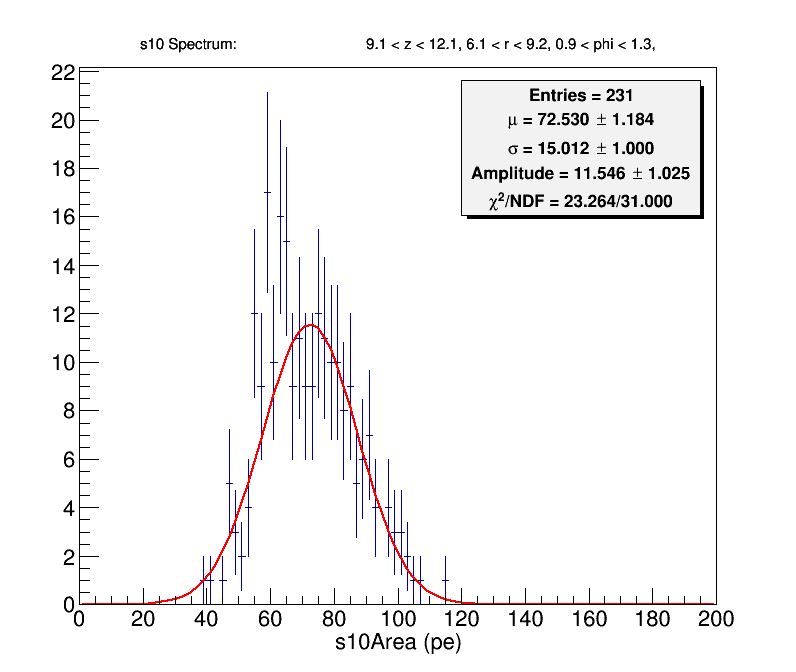 s10 Spectrum: 9.1 < z < 12.1, 6.1 < r < 9.2, 0.9 < phi < 1.3,
Entries = 231
μ = 72.530 ± 1.184
σ = 15.012 ± 1.000
Amplitude = 11.546 ± 1.025
χ²/NDF = 23.264/31.000
22
20
18
16
14
12
10
8
6
4
2
0
0 20 40 60 80 100 120 140 160 180 200
s10Area (pe)